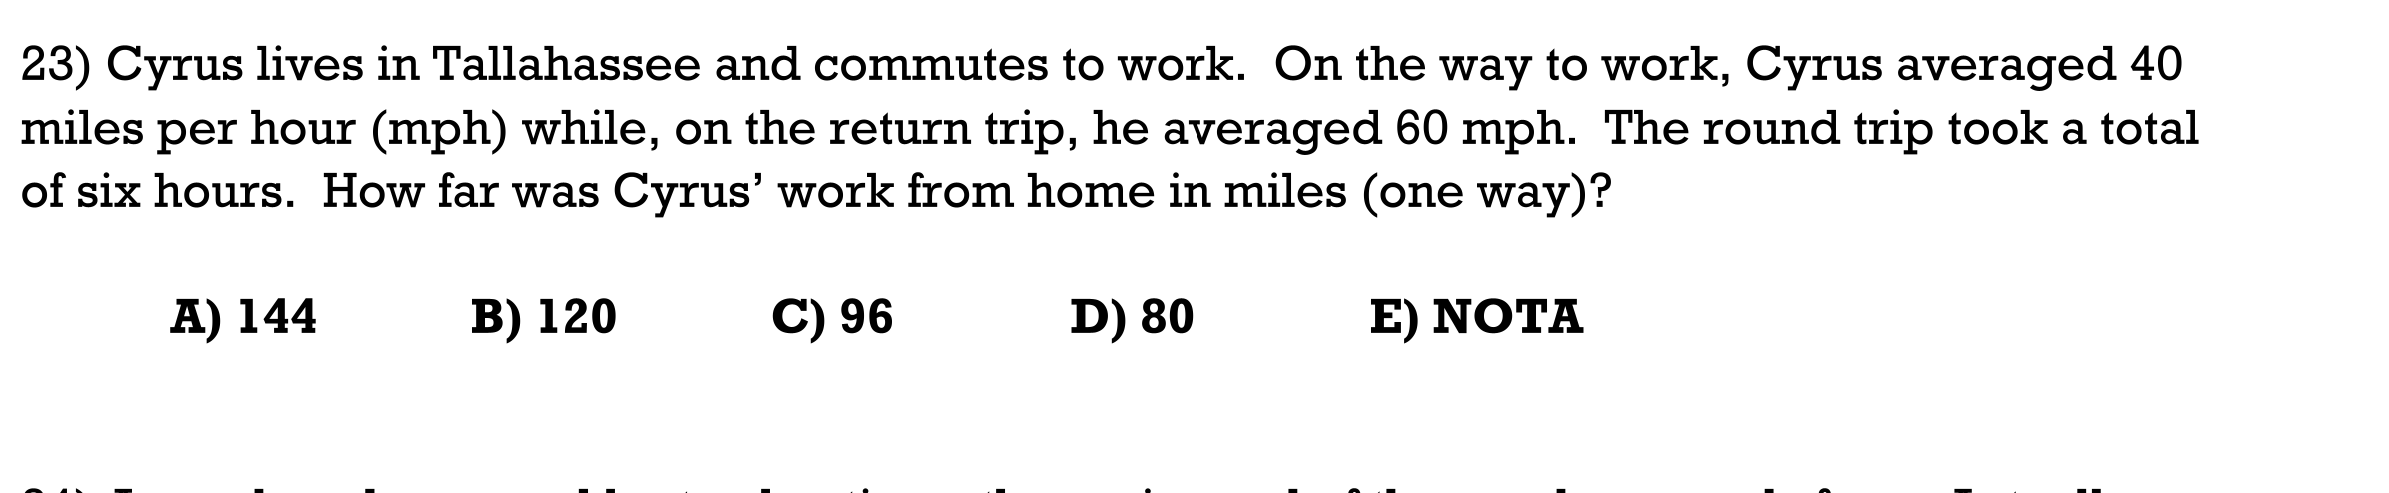 23) Cyrus lives in Tallahassee and commutes to work.  On the way to work, Cyrus averaged 40
miles per hour (mph) while, on the return trip, he averaged 60 mph.  The round trip took a total
of six hours.  How far was Cyrus’ work from home in miles (one way)?
A) 144 B) 120 C) 96 D) 80 E) NOTA